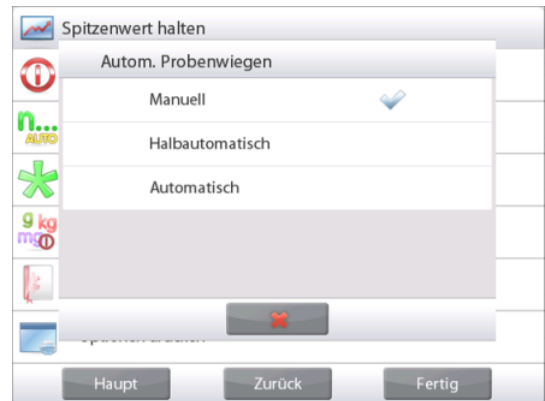 Spitzenwert halten
Autom. Probenwiegen
Manuell
n...
AUTO
Halbautomatisch
Automatisch
g kg
mg
Haupt
Zurück
Fertig